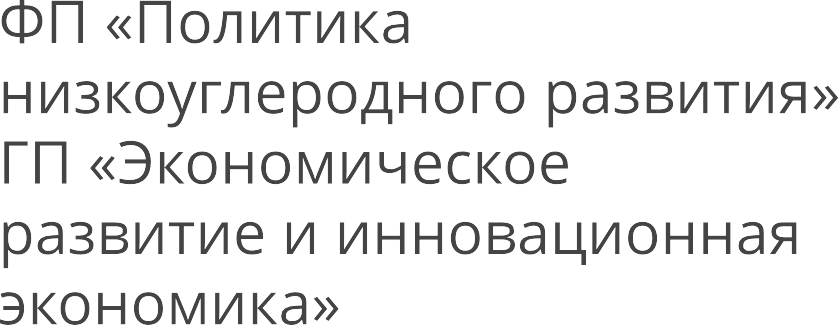 ФП «Политика
низкоуглеродного развития»
ГП «Экономическое
развитие и инновационная
экономика»